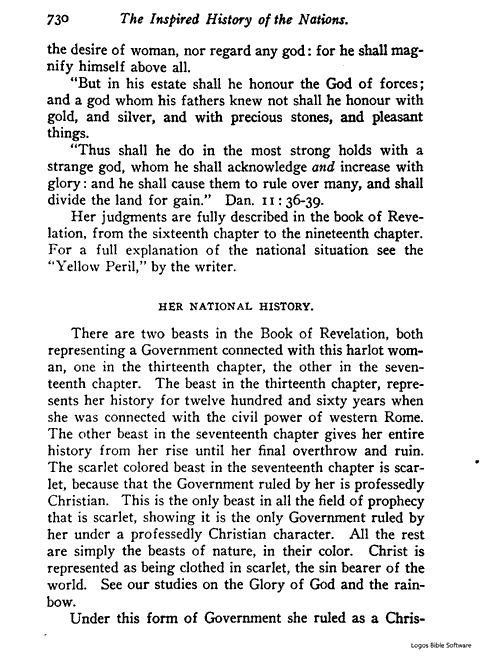 730 The Inspired History of the Nations.
the desire of woman, nor regard any god: for he shall mag-
nify himself above all.
"But in his estate shall he honour the God of forces;
and a god whom his fathers knew not shall he honour with
gold, and silver, and with precious stones, and pleasant
things.
"Thus shall he do in the most strong holds with a
strange god, whom he shall acknowledge and increase with
glory: and he shall cause them to rule over many, and shall
divide the land for gain." Dan. 11:36-39.
Her judgments are fully described in the book of Reve-
lation, from the sixteenth chapter to the nineteenth chapter.
For a full explanation of the national situation see the
"Yellow Peril," by the writer.
HER NATIONAL HISTORY.
There are two beasts in the Book of Revelation, both
representing a Government connected with this harlot wom-
an, one in the thirteenth chapter, the other in the seven-
teenth chapter. The beast in the thirteenth chapter, repre-
sents her history for twelve hundred and sixty years when
she was connected with the civil power of western Rome.
The other beast in the seventeenth chapter gives her entire
history from her rise until her final overthrow and ruin.
The scarlet colored beast in the seventeenth chapter is scar-
let, because that the Government ruled by her is professedly
Christian. This is the only beast in all the field of prophecy
that is scarlet, showing it is the only Government ruled by
her under a professedly Christian character. All the rest
are simply the beasts of nature, in their color. Christ is
represented as being clothed in scarlet, the sin bearer of the
world. See our studies on the Glory of God and the rain-
bow.
Under this form of Government she ruled as a Chris-
Logos Bible Software